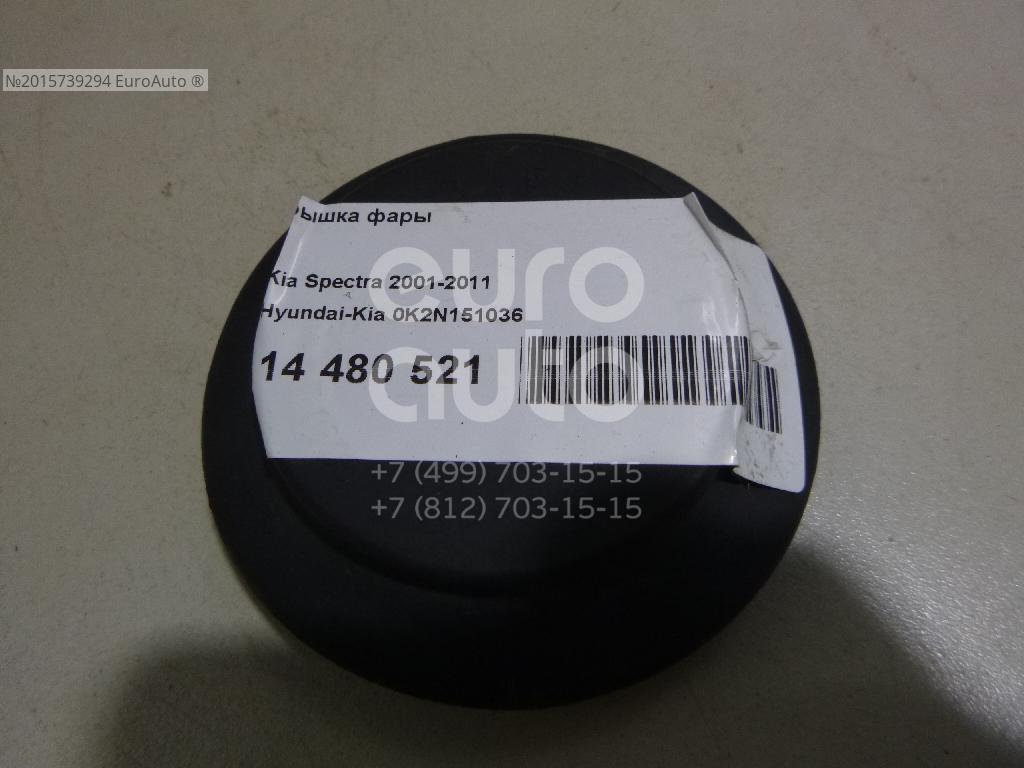 №2015739294 EuroAuto ®
рышка фары
Kia Spectra 2001-2011
Hyundai-Kia 0K2N151036
euro
auto
14 480 521
+7 (499) 703-15-15
+7 (812) 703-15-15